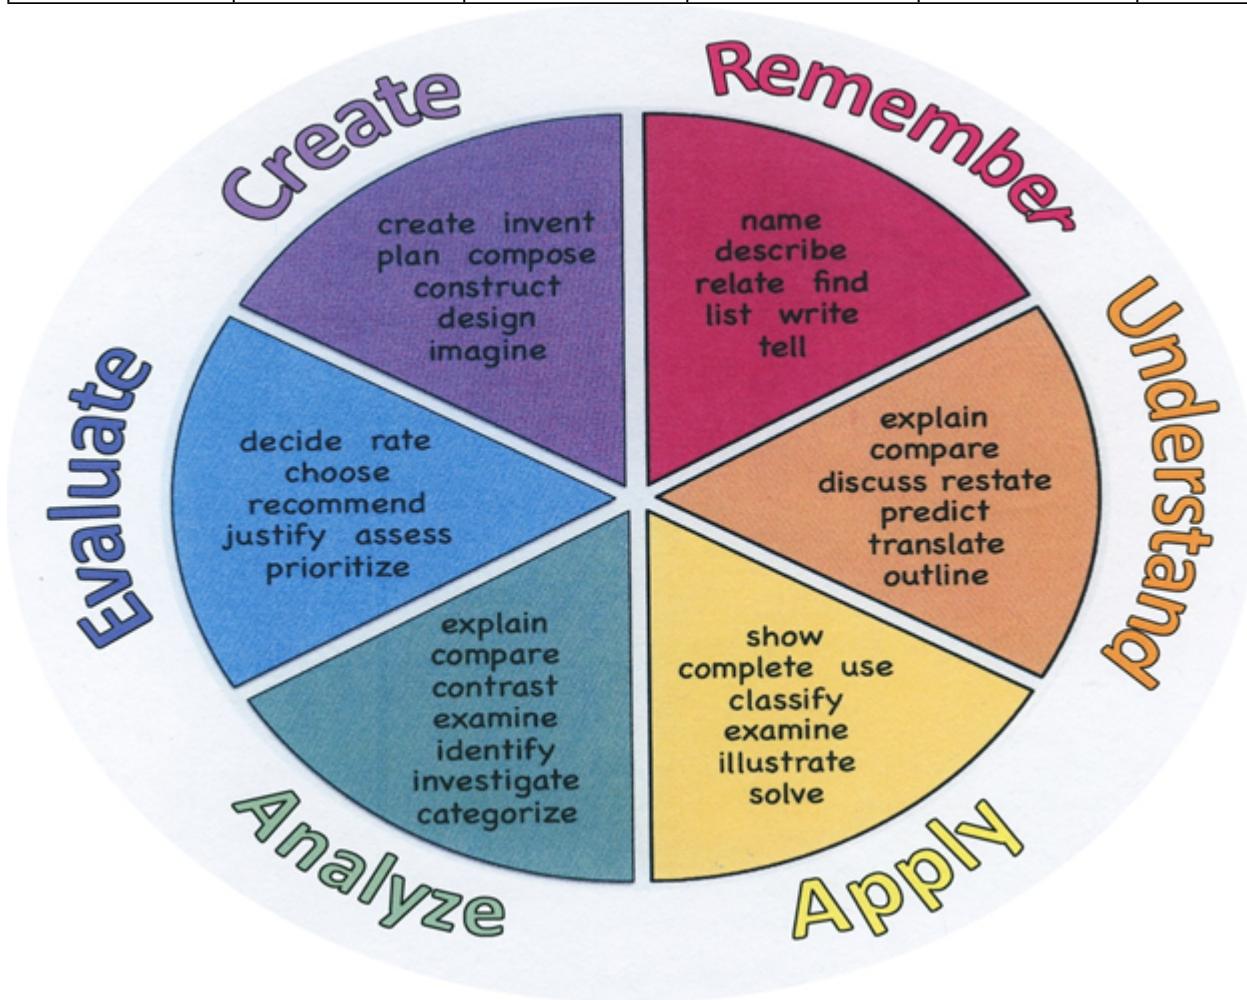 Remember
name
describe
relate find
list write
tell
Understand
explain
compare
discuss restate
predict
translate
outline
Apply
show
complete use
classify
examine
illustrate
solve
Analyze
explain
compare
contrast
examine
identify
investigate
categorize
Evaluate
decide rate
choose
recommend
justify assess
prioritize
Create
create invent
plan compose
construct
design
imagine